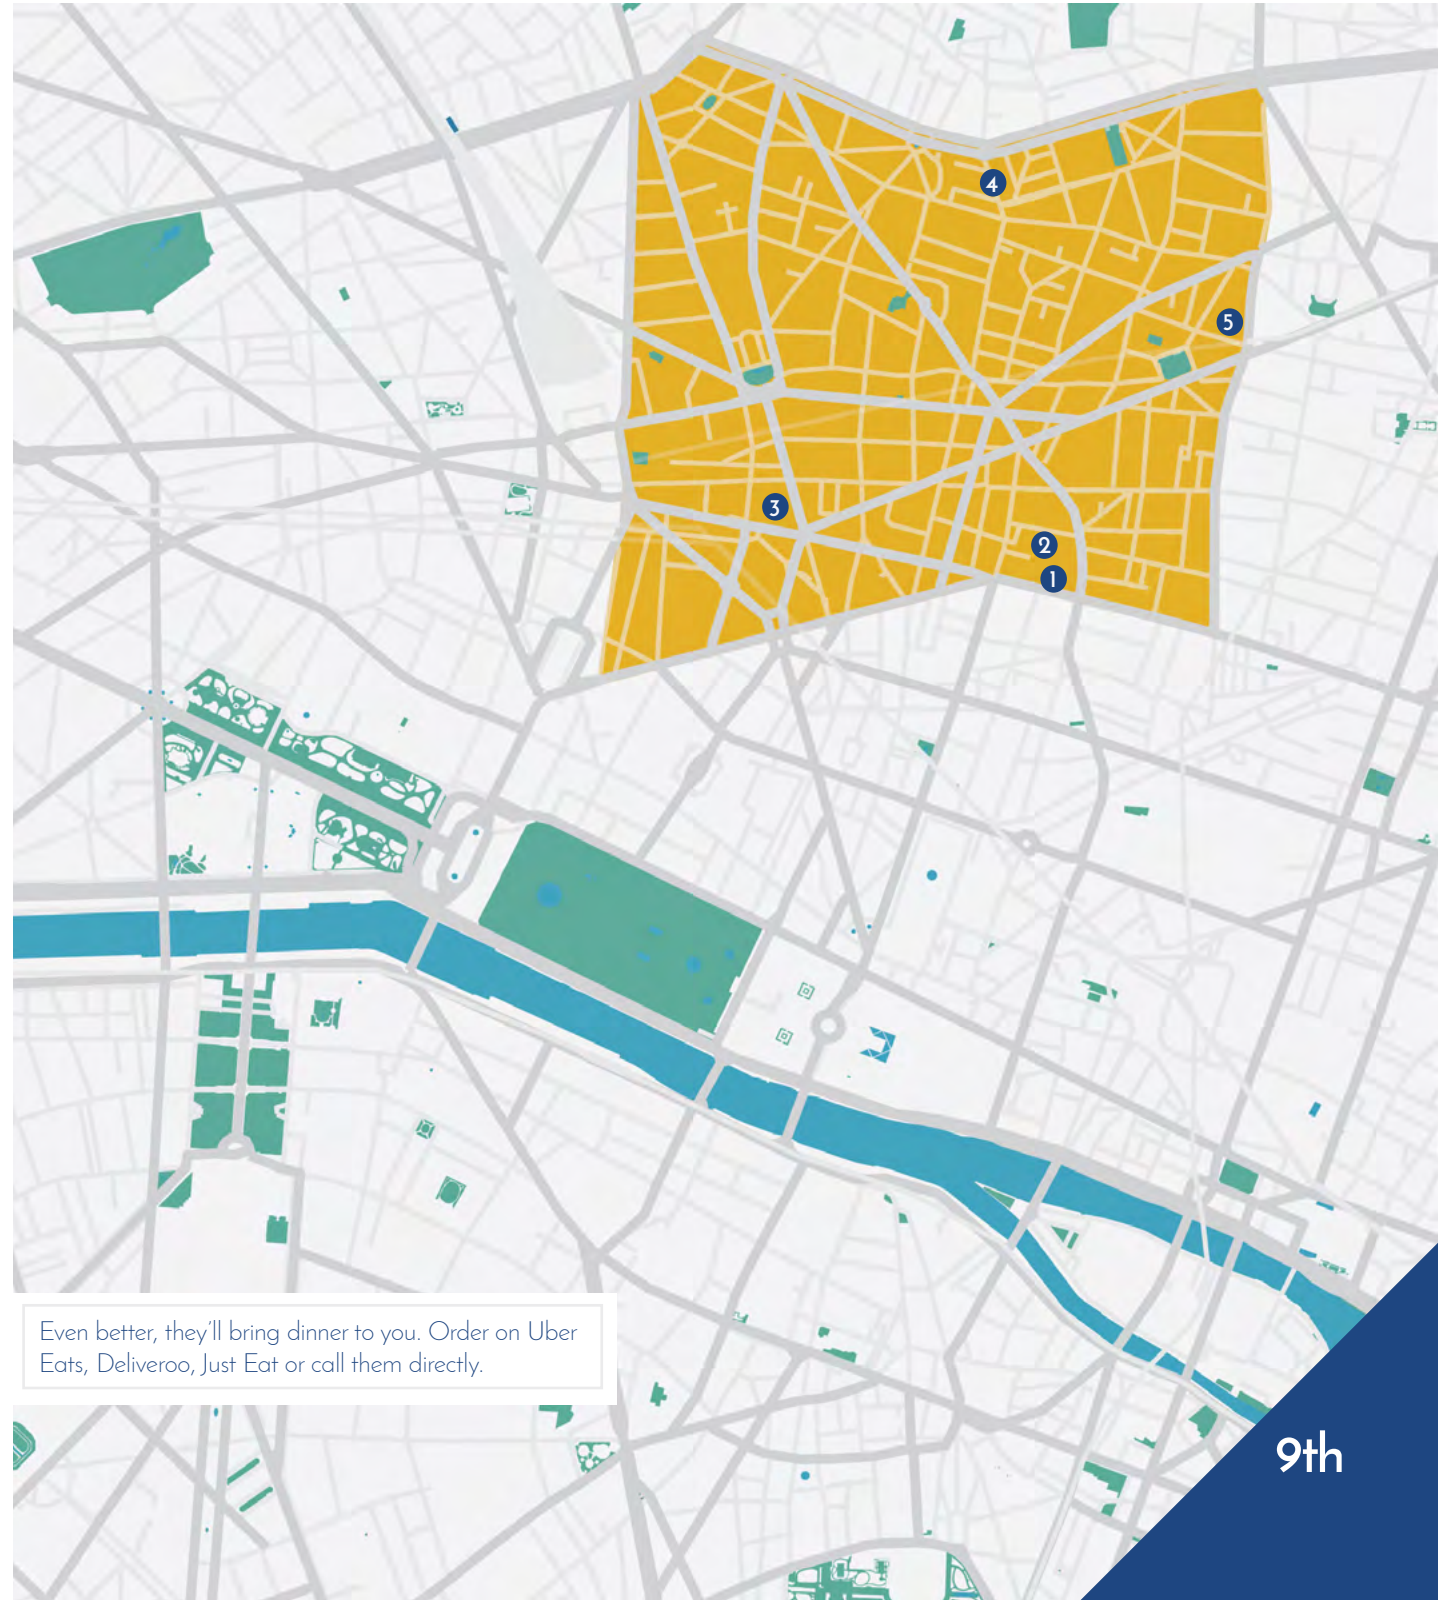 4
5
3
2
1
Even better, they'll bring dinner to you. Order on Uber
Eats, Deliveroo, Just Eat or call them directly.
9th